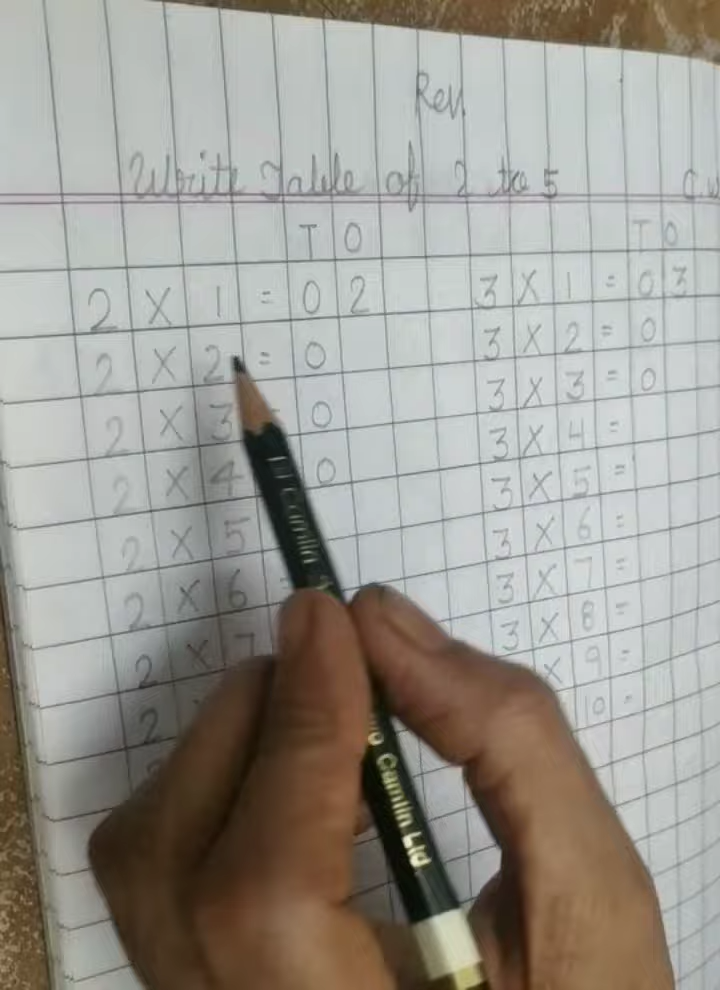 Rev.
Write Table of 2 to 5 C.W
T O T O
2 X 1 = 0 2 3 X 1 = 0 3
2 X 2 = 0 3 X 2 = 0
2 X 3 = 0 3 X 3 = 0
2 X 4 0 3 X 4 =
2 X 5 3 X 5 =
2 X 6 = 3 X 6 =
2 X 7 3 X 7 =
2 3 X 8 =
X 9 =
10 =
Camlin
Camlin Ltd.